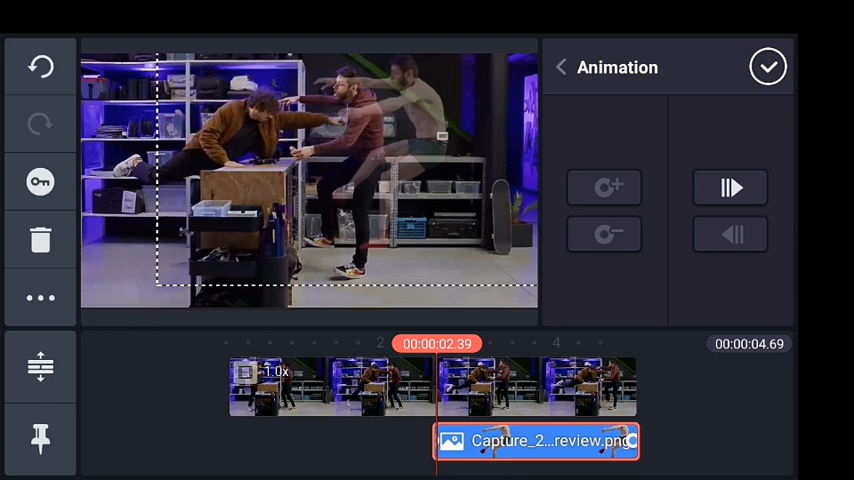 Animation
2
00:00:02.39
4
00:00:04.69
1.0x
Capture_2...review.png